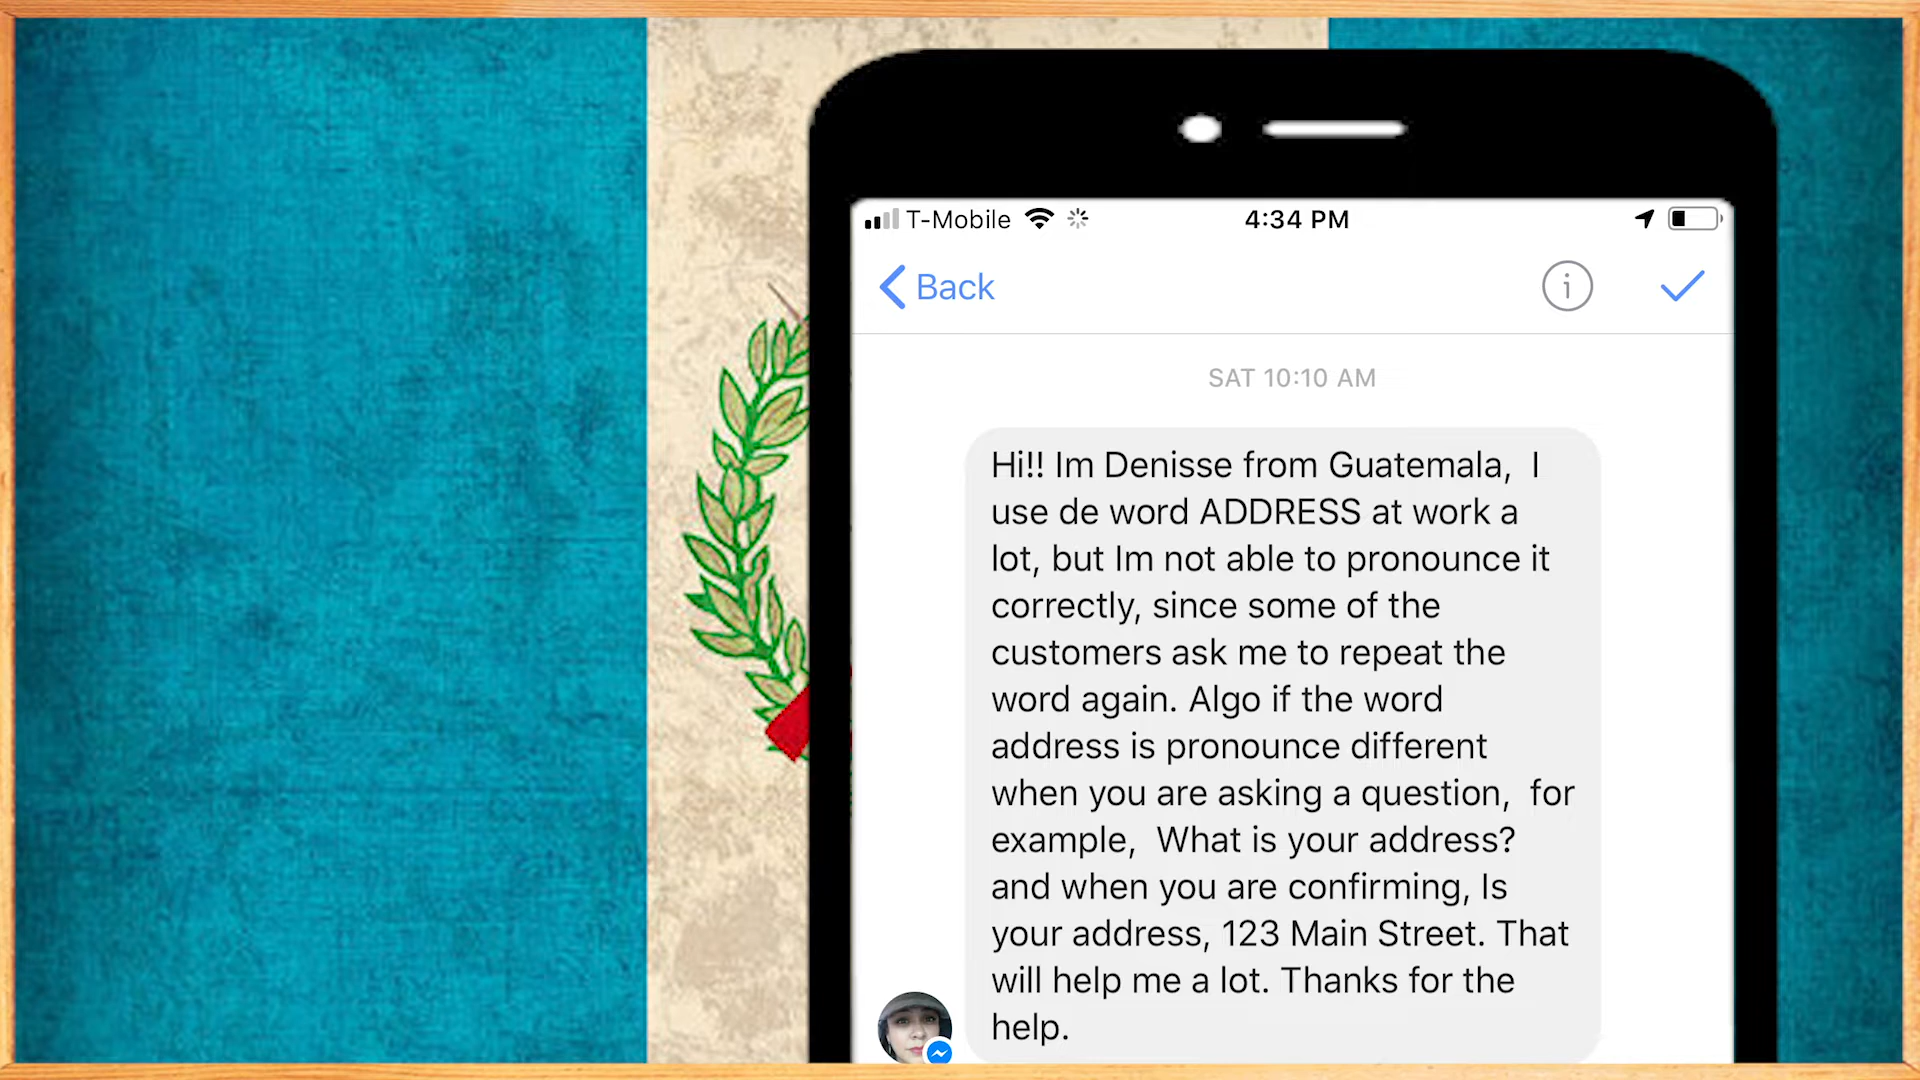 T-Mobile 4:34 PM
Back
SAT 10:10 AM
Hi!! Im Denisse from Guatemala,  I
use de word ADDRESS at work a
lot, but Im not able to pronounce it
correctly, since some of the
customers ask me to repeat the
word again. Algo if the word
address is pronounce different
when you are asking a question,  for
example,  What is your address?
and when you are confirming, Is
your address, 123 Main Street. That
will help me a lot. Thanks for the
help.